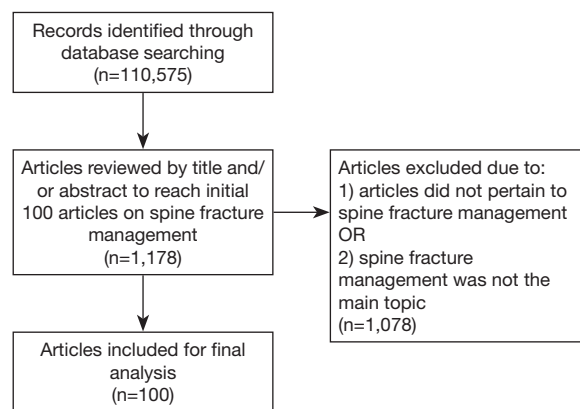 Records identified through
database searching
(n=110,575)
Articles reviewed by title and/
or abstract to reach initial
100 articles on spine fracture
management
(n=1,178)
Articles excluded due to:
1) articles did not pertain to
spine fracture management
OR
2) spine fracture
management was not the
main topic
(n=1,078)
Articles included for final
analysis
(n=100)